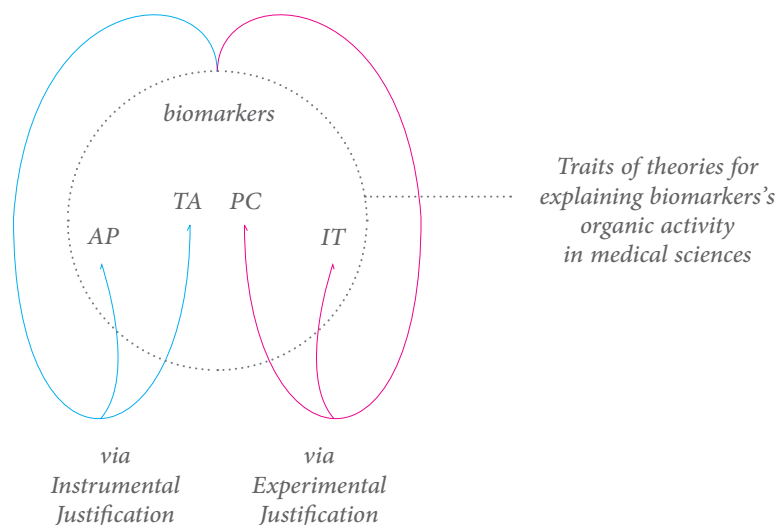 biomarkers
TA PC
AP IT
Traits of theories for
explaining biomarkers's
organic activity
in medical sciences
via
Instrumental
Justification
via
Experimental
Justification